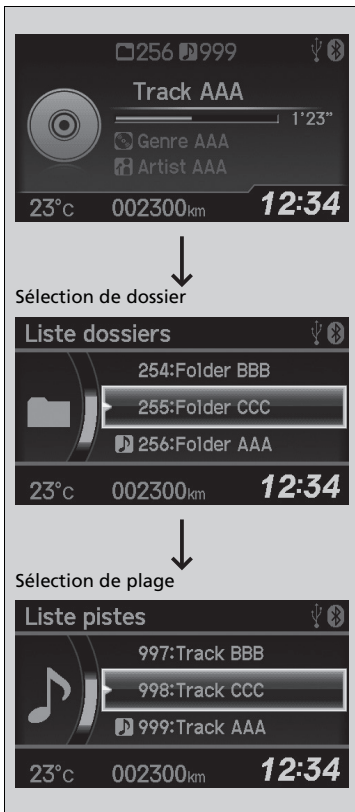 256 999
Track AAA
1'23"
Genre AAA
Artist AAA
23°c 002300km 12:34
Sélection de dossier
Liste dossiers
254:Folder BBB
255:Folder CCC
256:Folder AAA
23°c 002300km 12:34
Sélection de plage
Liste pistes
997:Track BBB
998:Track CCC
999:Track AAA
23°c 002300km 12:34